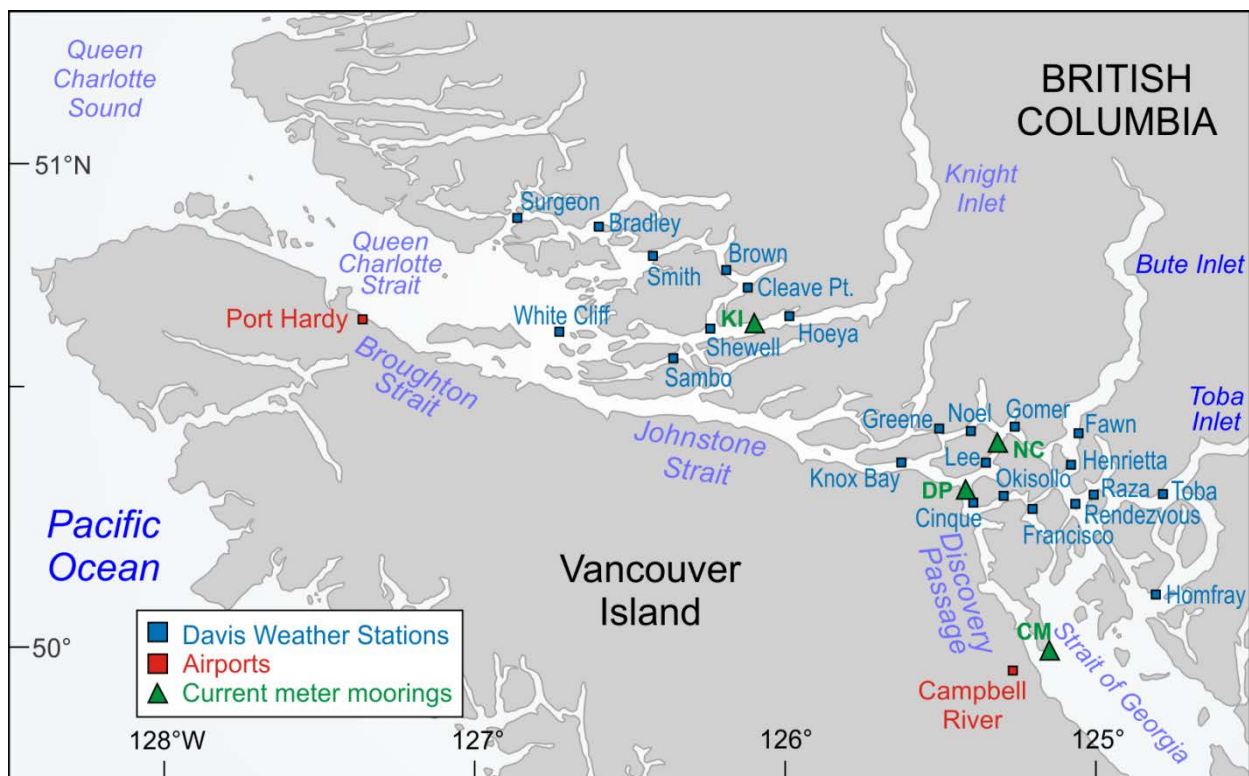 Queen
Charlotte
Sound
BRITISH
COLUMBIA
51°N
Knight
Inlet
Surgeon
Bradley
Queen
Charlotte
Strait
Smith
Brown
Bute Inlet
Cleave Pt.
Port Hardy
White Cliff
KI
Hoeya
Shewell
Broughton
Strait
Sambo
Toba
Inlet
Johnstone
Strait
Greene
Noel
Gomer
Fawn
NC
Lee
Henrietta
Knox Bay
Okisollo
DP
Raza
Toba
Cinque
Rendezvous
Francisco
Pacific
Ocean
Vancouver
Island
Discovery
Passage
Homfray
Davis Weather Stations
Airports
Current meter moorings
50°
CM
Strait of Georgia
Campbell
River
128°W
127°
126°
125°